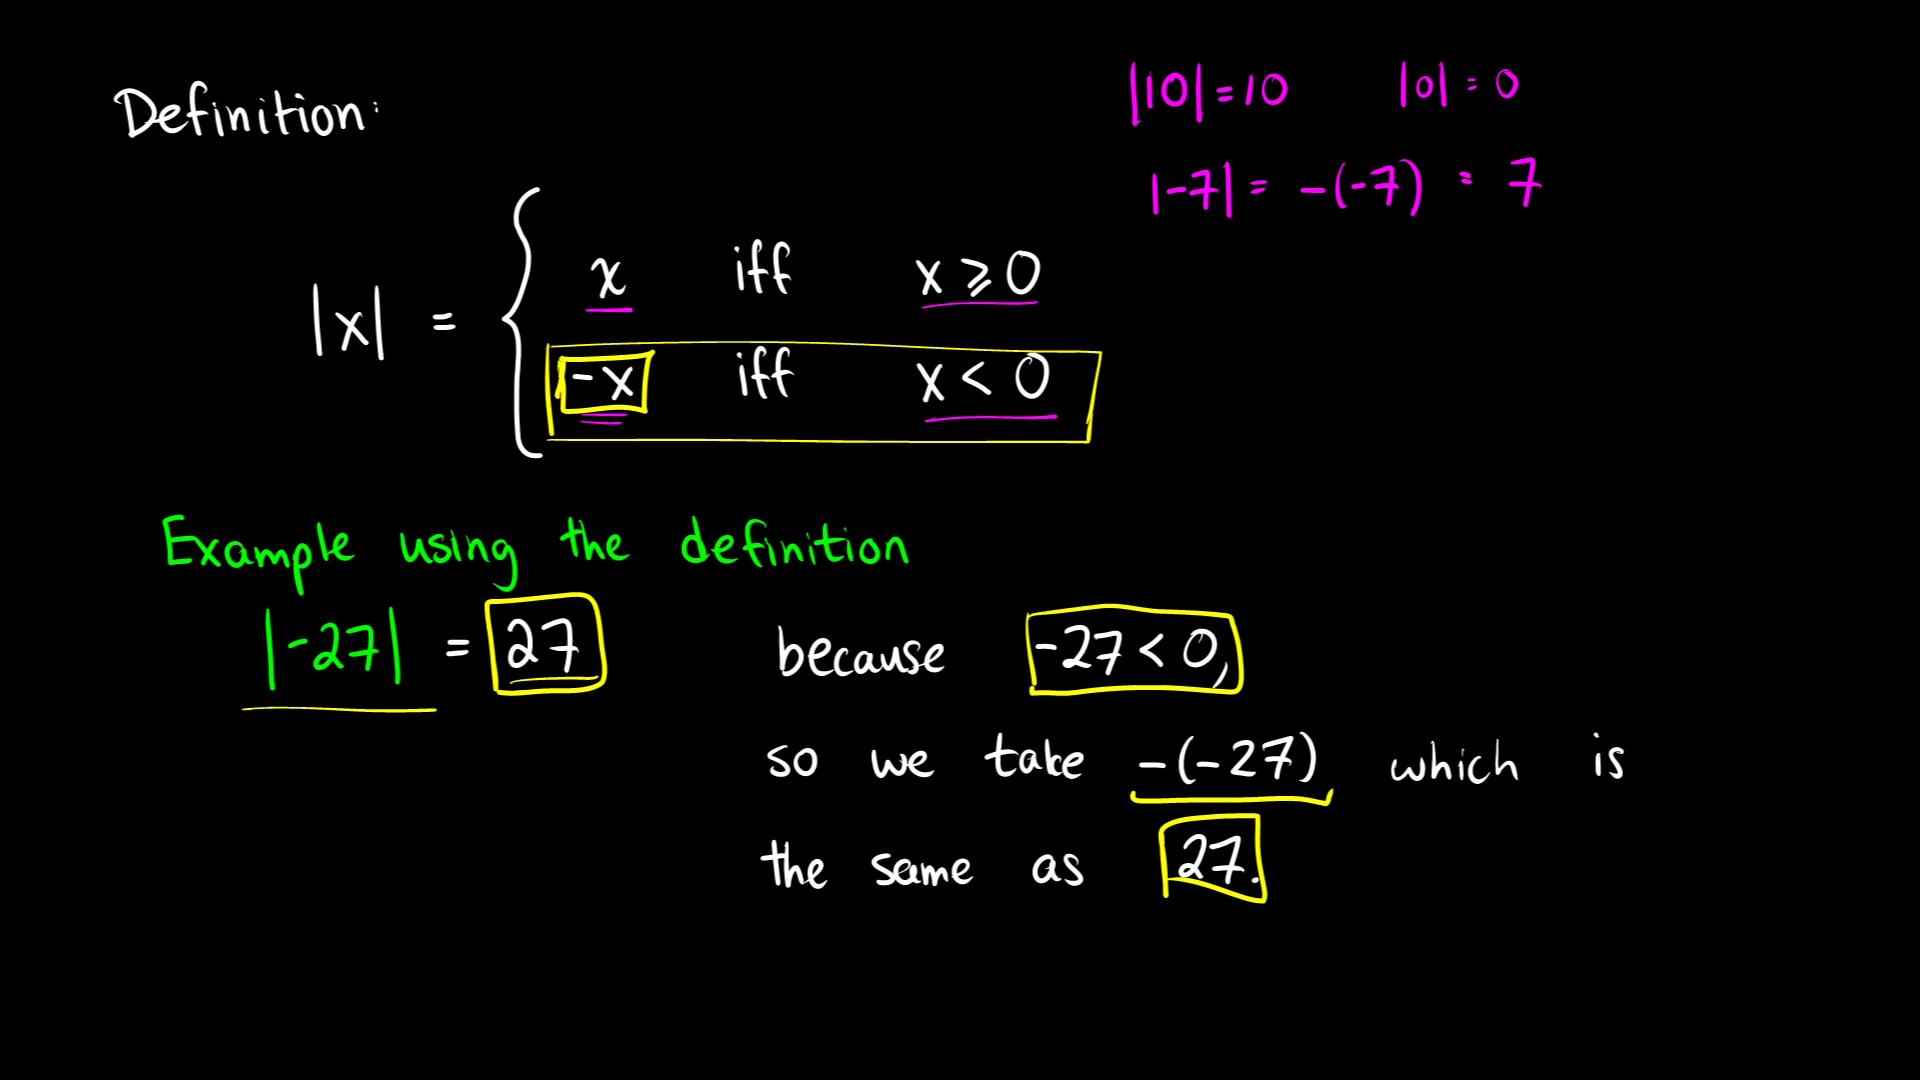 Definition:
|10| = 10 |0| = 0
|-7| = -(-7) = 7
|x| = { x iff x ⩾ 0
-x iff x < 0
Example using the definition
|-27| = 27 because -27 < 0,
so we take -(-27) which is
the same as 27.